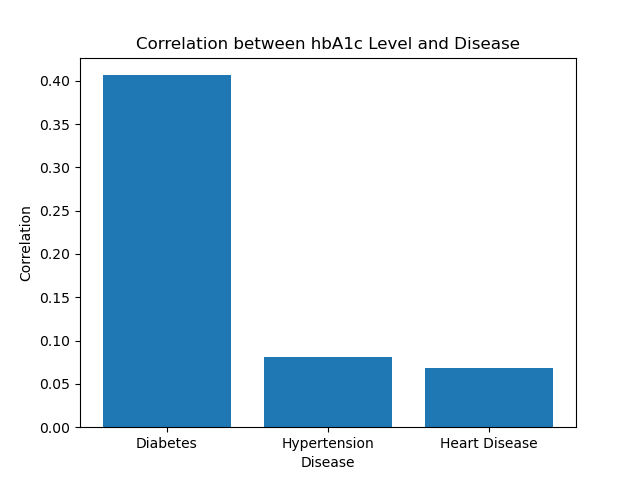 Correlation between hbA1c Level and Disease
Correlation
0.40
0.35
0.30
0.25
0.20
0.15
0.10
0.05
0.00
Diabetes Hypertension Heart Disease
Disease